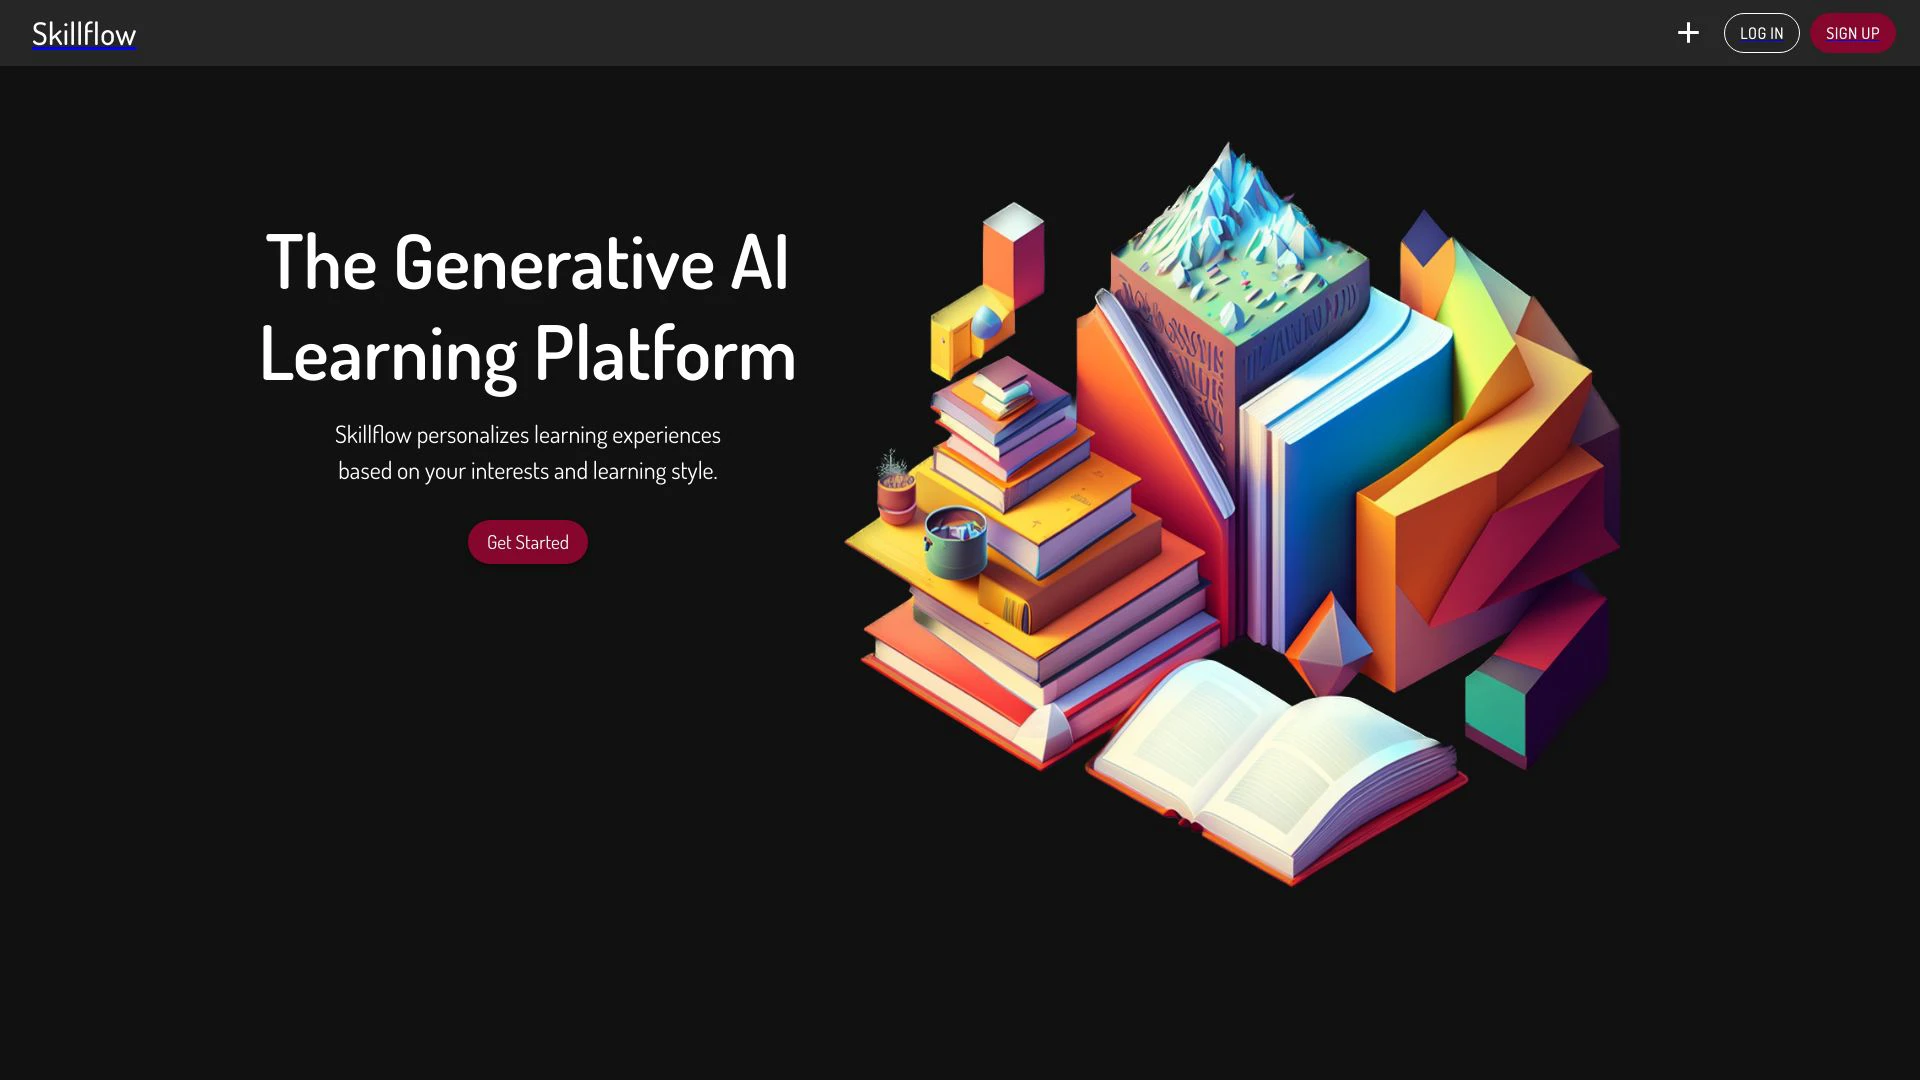 Skillflow
LOG IN
SIGN UP
The Generative AI
Learning Platform
Skillflow personalizes learning experiences
based on your interests and learning style.
Get Started